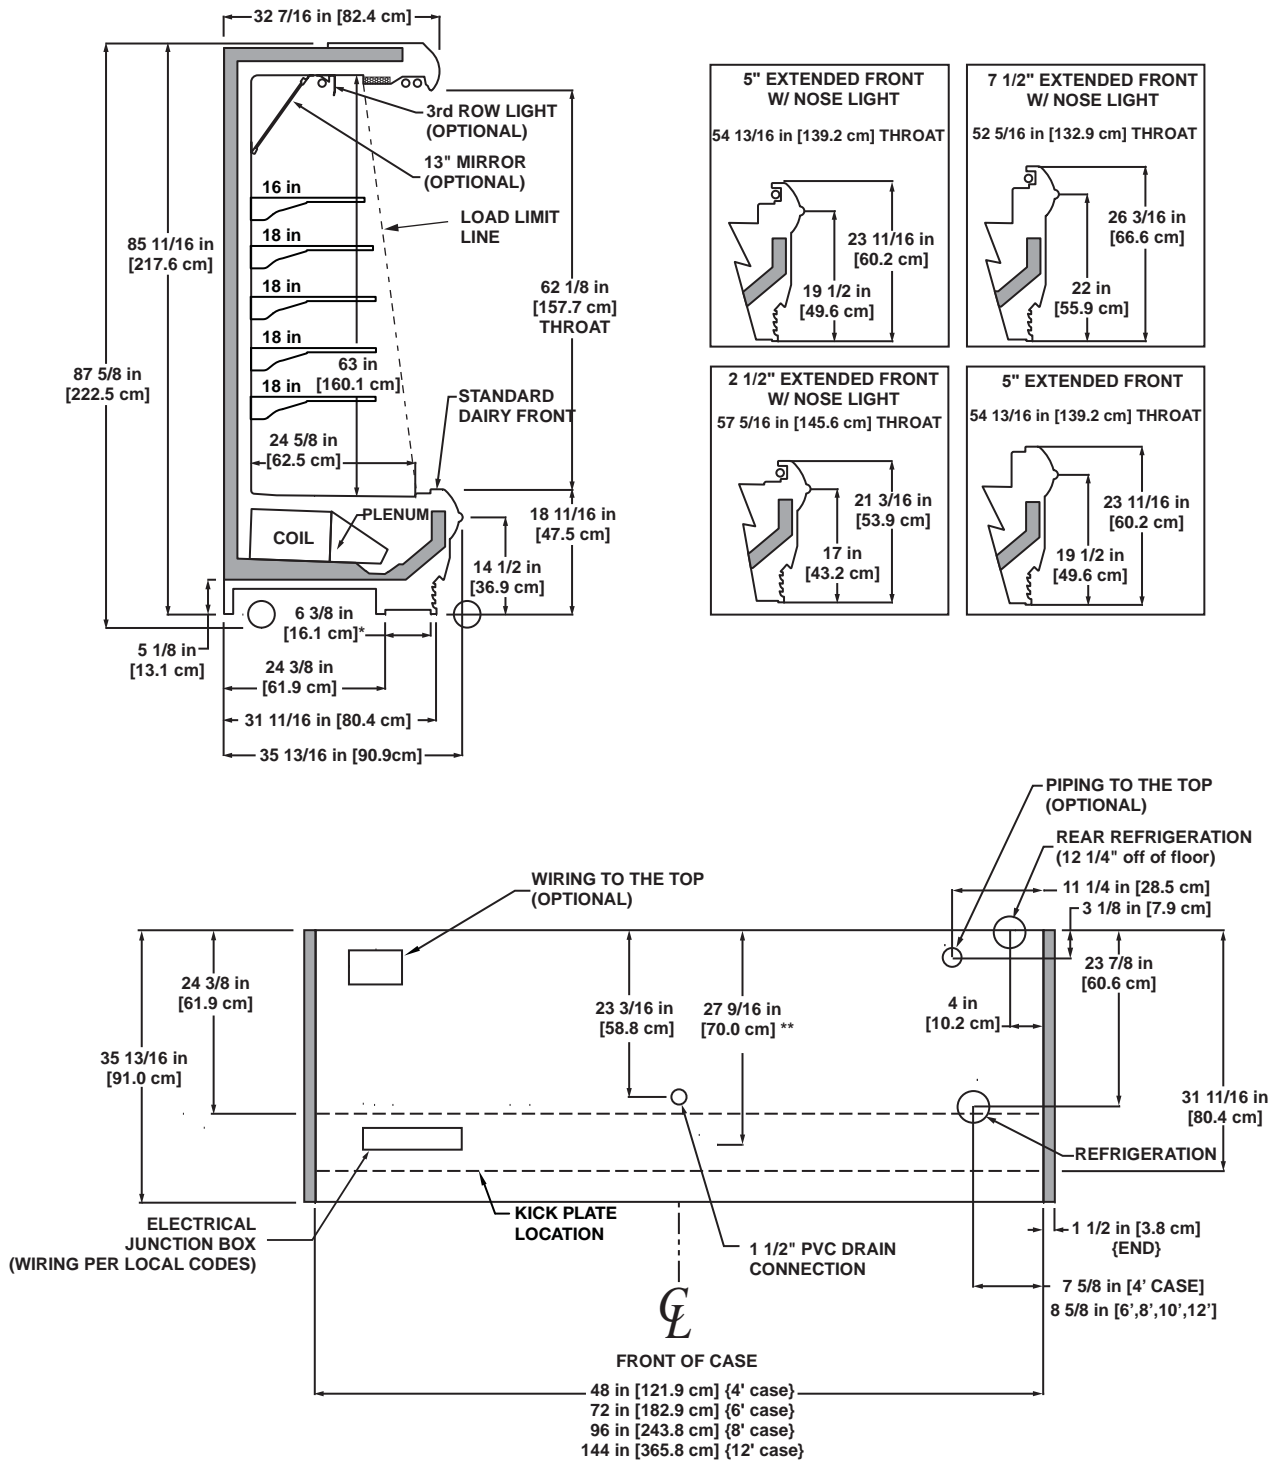 32 7/16 in [82.4 cm]
3rd ROW LIGHT
(OPTIONAL)
13" MIRROR
(OPTIONAL)
16 in
LOAD LIMIT
LINE
18 in
85 11/16 in
[217.6 cm]
18 in
62 1/8 in
[157.7 cm]
THROAT
18 in
63 in
[160.1 cm]
87 5/8 in
[222.5 cm]
18 in
STANDARD
DAIRY FRONT
24 5/8 in
[62.5 cm]
PLENUM
COIL
18 11/16 in
[47.5 cm]
14 1/2 in
[36.9 cm]
6 3/8 in
[16.1 cm]*
5 1/8 in
[13.1 cm]
24 3/8 in
[61.9 cm]
31 11/16 in [80.4 cm]
35 13/16 in [90.9cm]
5" EXTENDED FRONT
W/ NOSE LIGHT
54 13/16 in [139.2 cm] THROAT
23 11/16 in
[60.2 cm]
19 1/2 in
[49.6 cm]
7 1/2" EXTENDED FRONT
W/ NOSE LIGHT
52 5/16 in [132.9 cm] THROAT
26 3/16 in
[66.6 cm]
22 in
[55.9 cm]
2 1/2" EXTENDED FRONT
W/ NOSE LIGHT
57 5/16 in [145.6 cm] THROAT
21 3/16 in
[53.9 cm]
17 in
[43.2 cm]
5" EXTENDED FRONT
54 13/16 in [139.2 cm] THROAT
23 11/16 in
[60.2 cm]
19 1/2 in
[49.6 cm]
PIPING TO THE TOP
(OPTIONAL)
REAR REFRIGERATION
(12 1/4" off of floor)
WIRING TO THE TOP
(OPTIONAL)
11 1/4 in [28.5 cm]
3 1/8 in [7.9 cm]
24 3/8 in
[61.9 cm]
23 3/16 in
[58.8 cm]
27 9/16 in
[70.0 cm] **
4 in
[10.2 cm]
23 7/8 in
[60.6 cm]
35 13/16 in
[91.0 cm]
31 11/16 in
[80.4 cm]
REFRIGERATION
KICK PLATE
LOCATION
ELECTRICAL
JUNCTION BOX
(WIRING PER LOCAL CODES)
1 1/2" PVC DRAIN
CONNECTION
1 1/2 in [3.8 cm]
{END}
7 5/8 in [4’ CASE]
8 5/8 in [6’,8’,10’,12’]
CL
FRONT OF CASE
48 in [121.9 cm] {4' case}
72 in [182.9 cm] {6' case}
96 in [243.8 cm] {8' case}
144 in [365.8 cm] {12' case}